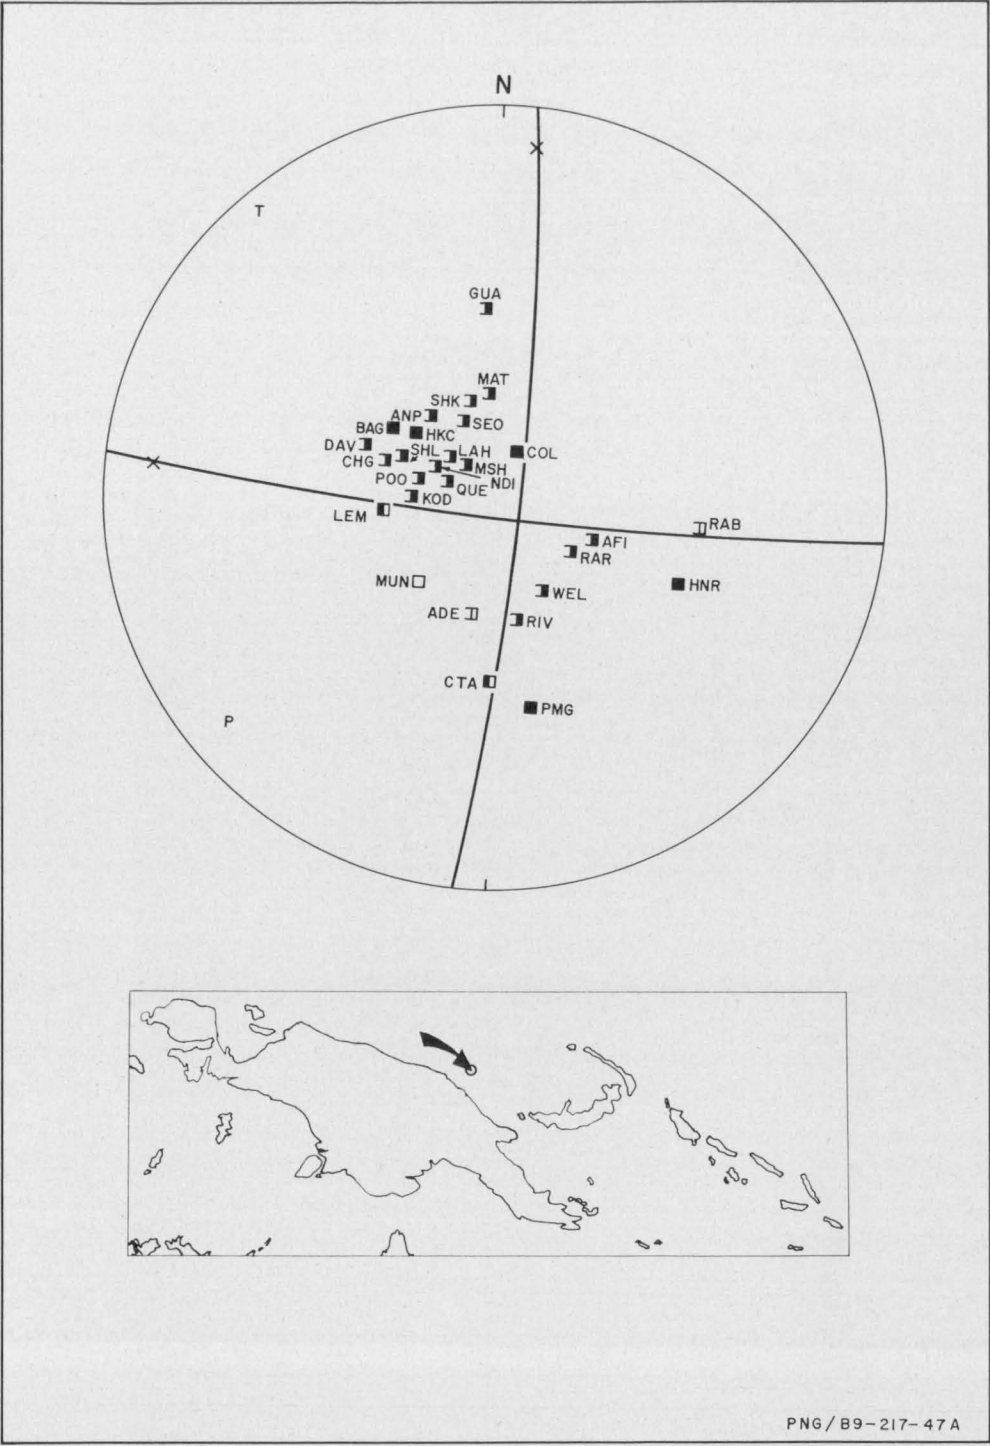 N
T
GUA
MAT
SHK
ANP
SEO
BAG
HKC
DAV
SHL
LAH
COL
CHG
MSH
POO
QUE
NDI
KOD
LEM
RAB
AFI
RAR
MUN
HNR
WEL
ADE
RIV
CTA
PMG
P
PNG/B9-217-47A